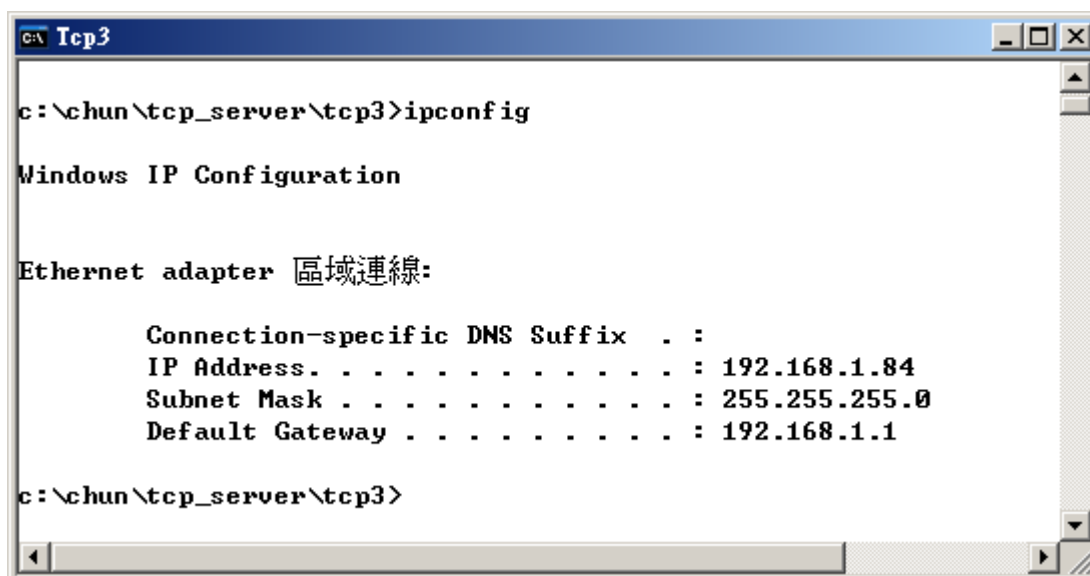 Tcp3
c:\chun\tcp_server\tcp3>ipconfig
Windows IP Configuration
Ethernet adapter 區域連線:
Connection-specific DNS Suffix  . :
IP Address. . . . . . . . . . . . : 192.168.1.84
Subnet Mask . . . . . . . . . . . : 255.255.255.0
Default Gateway . . . . . . . . . : 192.168.1.1
c:\chun\tcp_server\tcp3>